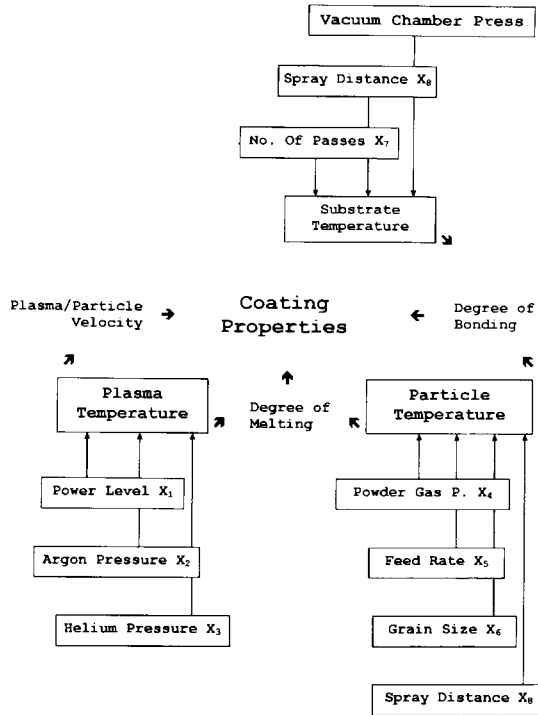 Vacuum Chamber Press.
Spray Distance X₈
No. Of Passes X₇
Substrate
Temperature
Plasma/Particle
Velocity
Coating
Properties
Degree of
Bonding
Plasma
Temperature
Degree of
Melting
Particle
Temperature
Power Level X₁
Powder Gas P. X₄
Argon Pressure X₂
Feed Rate X₅
Helium Pressure X₃
Grain Size X₆
Spray Distance X₈